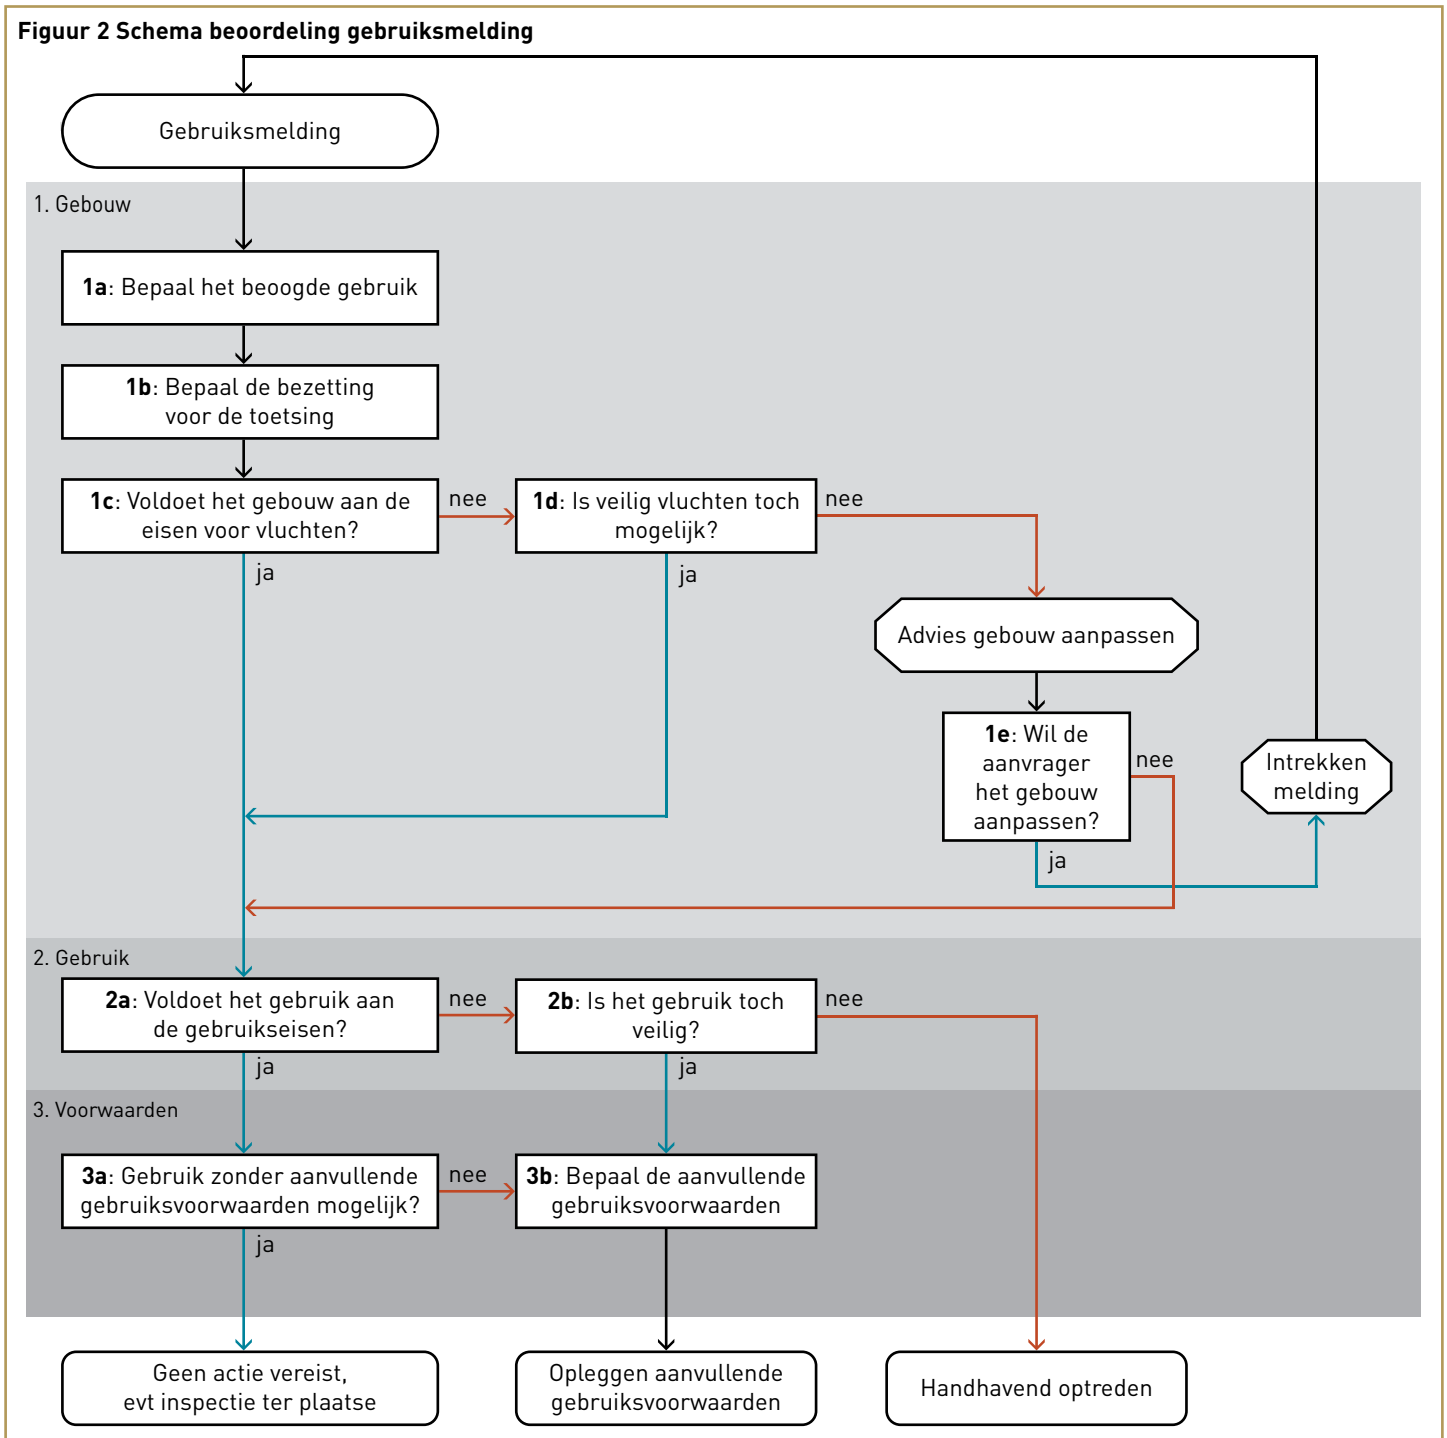 Figuur 2 Schema beoordeling gebruiksmelding
Gebruiksmelding
1. Gebouw
1a: Bepaal het beoogde gebruik
1b: Bepaal de bezetting
voor de toetsing
1c: Voldoet het gebouw aan de
eisen voor vluchten?
nee
ja
1d: Is veilig vluchten toch
mogelijk?
nee
ja
Advies gebouw aanpassen
1e: Wil de
aanvrager
het gebouw
aanpassen?
nee
ja
Intrekken
melding
2. Gebruik
2a: Voldoet het gebruik aan
de gebruikseisen?
nee
ja
2b: Is het gebruik toch
veilig?
nee
ja
3. Voorwaarden
3a: Gebruik zonder aanvullende
gebruiksvoorwaarden mogelijk?
nee
ja
3b: Bepaal de aanvullende
gebruiksvoorwaarden
Geen actie vereist,
evt inspectie ter plaatse
Opleggen aanvullende
gebruiksvoorwaarden
Handhavend optreden